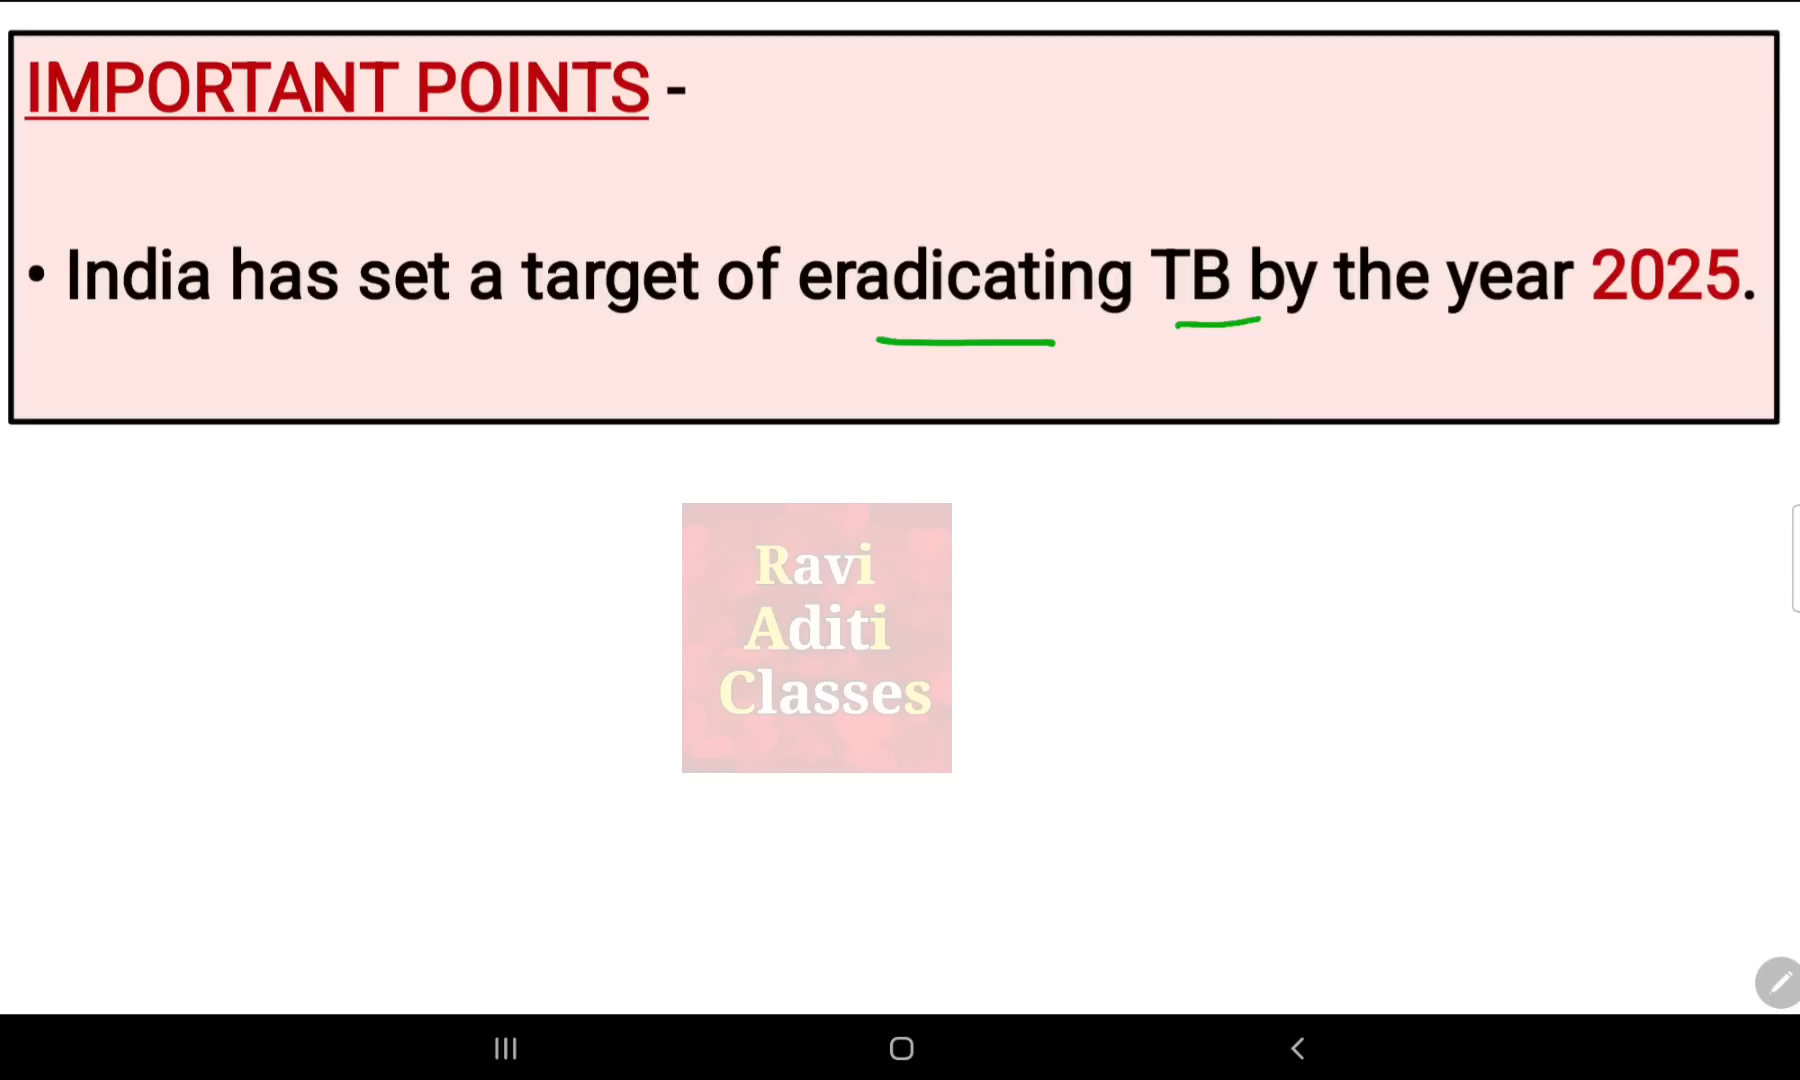 IMPORTANT POINTS -
• India has set a target of eradicating TB by the year 2025.
Ravi
Aditi
Classes